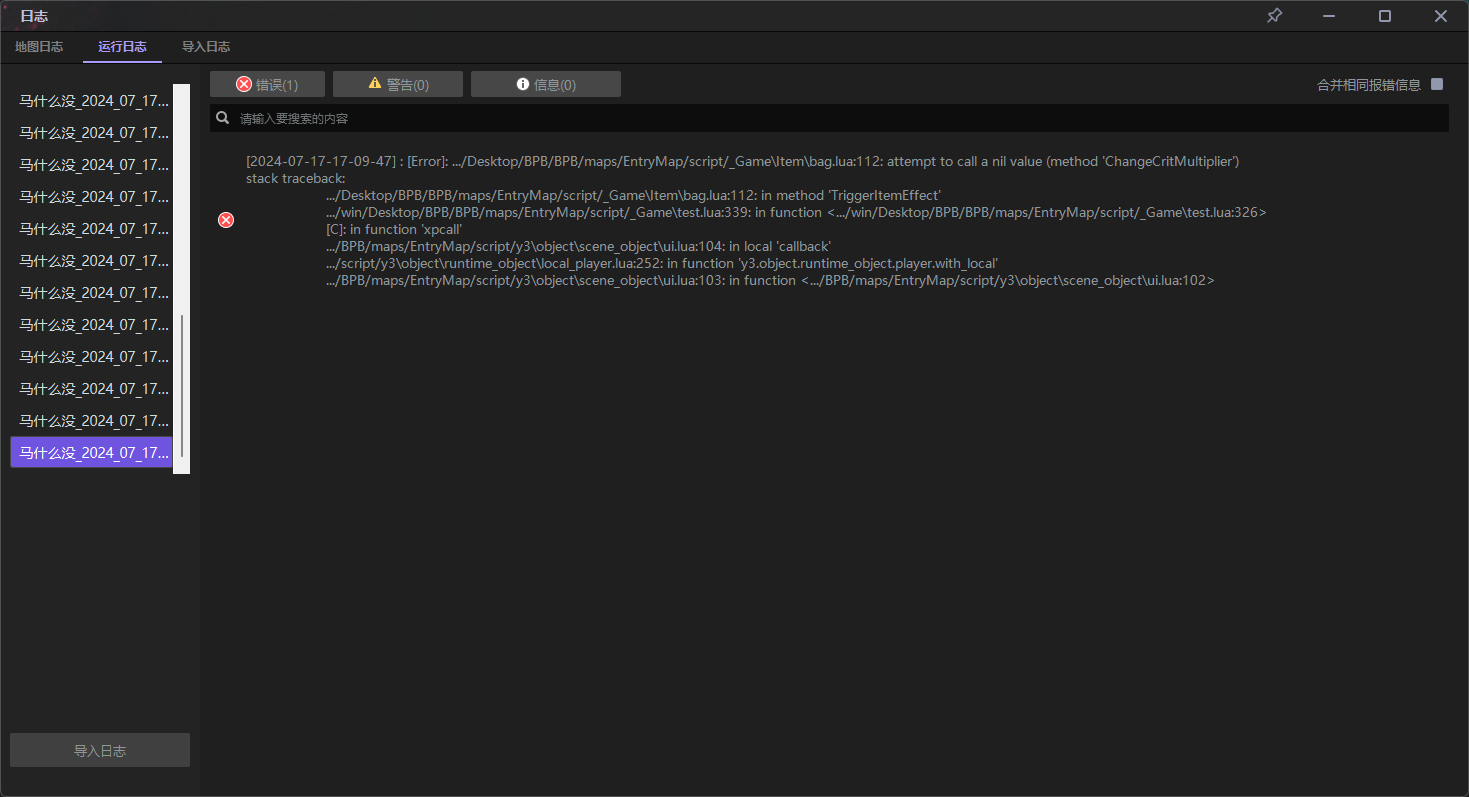 日志
地图日志 运行日志 导入日志
错误(1) 警告(0) 信息(0) 合并相同报错信息
请输入要搜索的内容
马什么没_2024_07_17...
马什么没_2024_07_17...
马什么没_2024_07_17...
马什么没_2024_07_17...
马什么没_2024_07_17...
马什么没_2024_07_17...
马什么没_2024_07_17...
马什么没_2024_07_17...
马什么没_2024_07_17...
马什么没_2024_07_17...
马什么没_2024_07_17...
马什么没_2024_07_17...
[2024-07-17-17-09-47] : [Error]: .../Desktop/BPB/BPB/maps/EntryMap/script/_Game\Item\bag.lua:112: attempt to call a nil value (method 'ChangeCritMultiplier')
stack traceback:
.../Desktop/BPB/BPB/maps/EntryMap/script/_Game\Item\bag.lua:112: in method 'TriggerItemEffect'
.../win/Desktop/BPB/BPB/maps/EntryMap/script/_Game\test.lua:339: in function <.../win/Desktop/BPB/BPB/maps/EntryMap/script/_Game\test.lua:326>
[C]: in function 'xpcall'
.../BPB/maps/EntryMap/script/y3\object\scene_object\ui.lua:104: in local 'callback'
.../script/y3\object\runtime_object\local_player.lua:252: in function 'y3.object.runtime_object.player.with_local'
.../BPB/maps/EntryMap/script/y3\object\scene_object\ui.lua:103: in function <.../BPB/maps/EntryMap/script/y3\object\scene_object\ui.lua:102>
导入日志